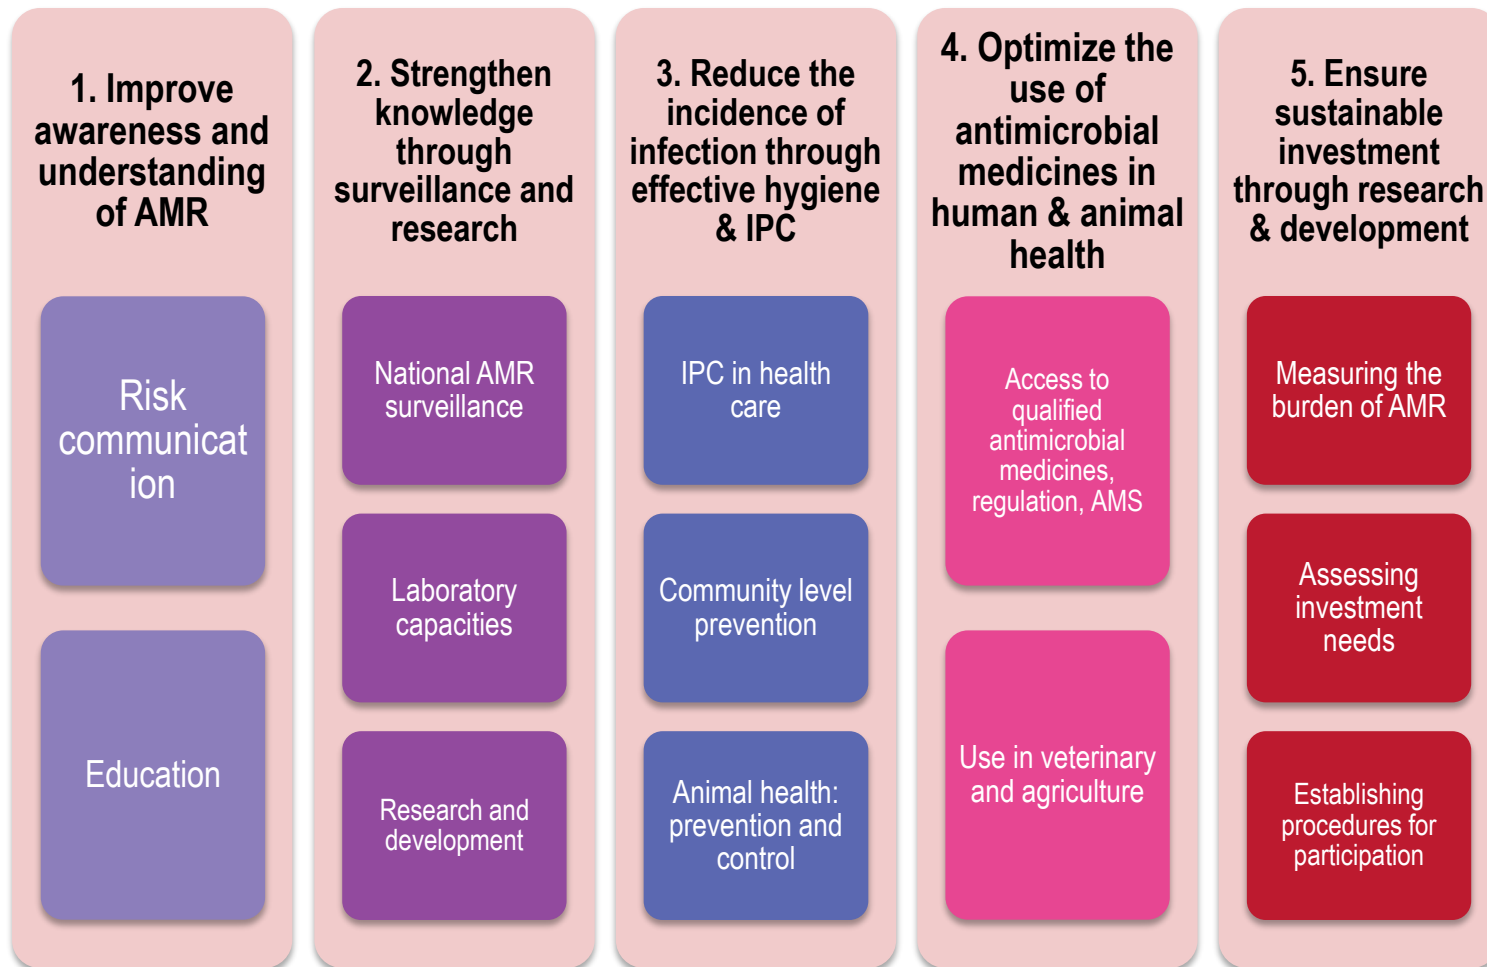 1. Improve
awareness and
understanding
of AMR
Risk
communicat
ion
Education
2. Strengthen
knowledge
through
surveillance and
research
National AMR
surveillance
Laboratory
capacities
Research and
development
3. Reduce the
incidence of
infection through
effective hygiene
& IPC
IPC in health
care
Community level
prevention
Animal health:
prevention and
control
4. Optimize the
use of
antimicrobial
medicines in
human & animal
health
Access to
qualified
antimicrobial
medicines,
regulation, AMS
Use in veterinary
and agriculture
5. Ensure
sustainable
investment
through research
& development
Measuring the
burden of AMR
Assessing
investment
needs
Establishing
procedures for
participation